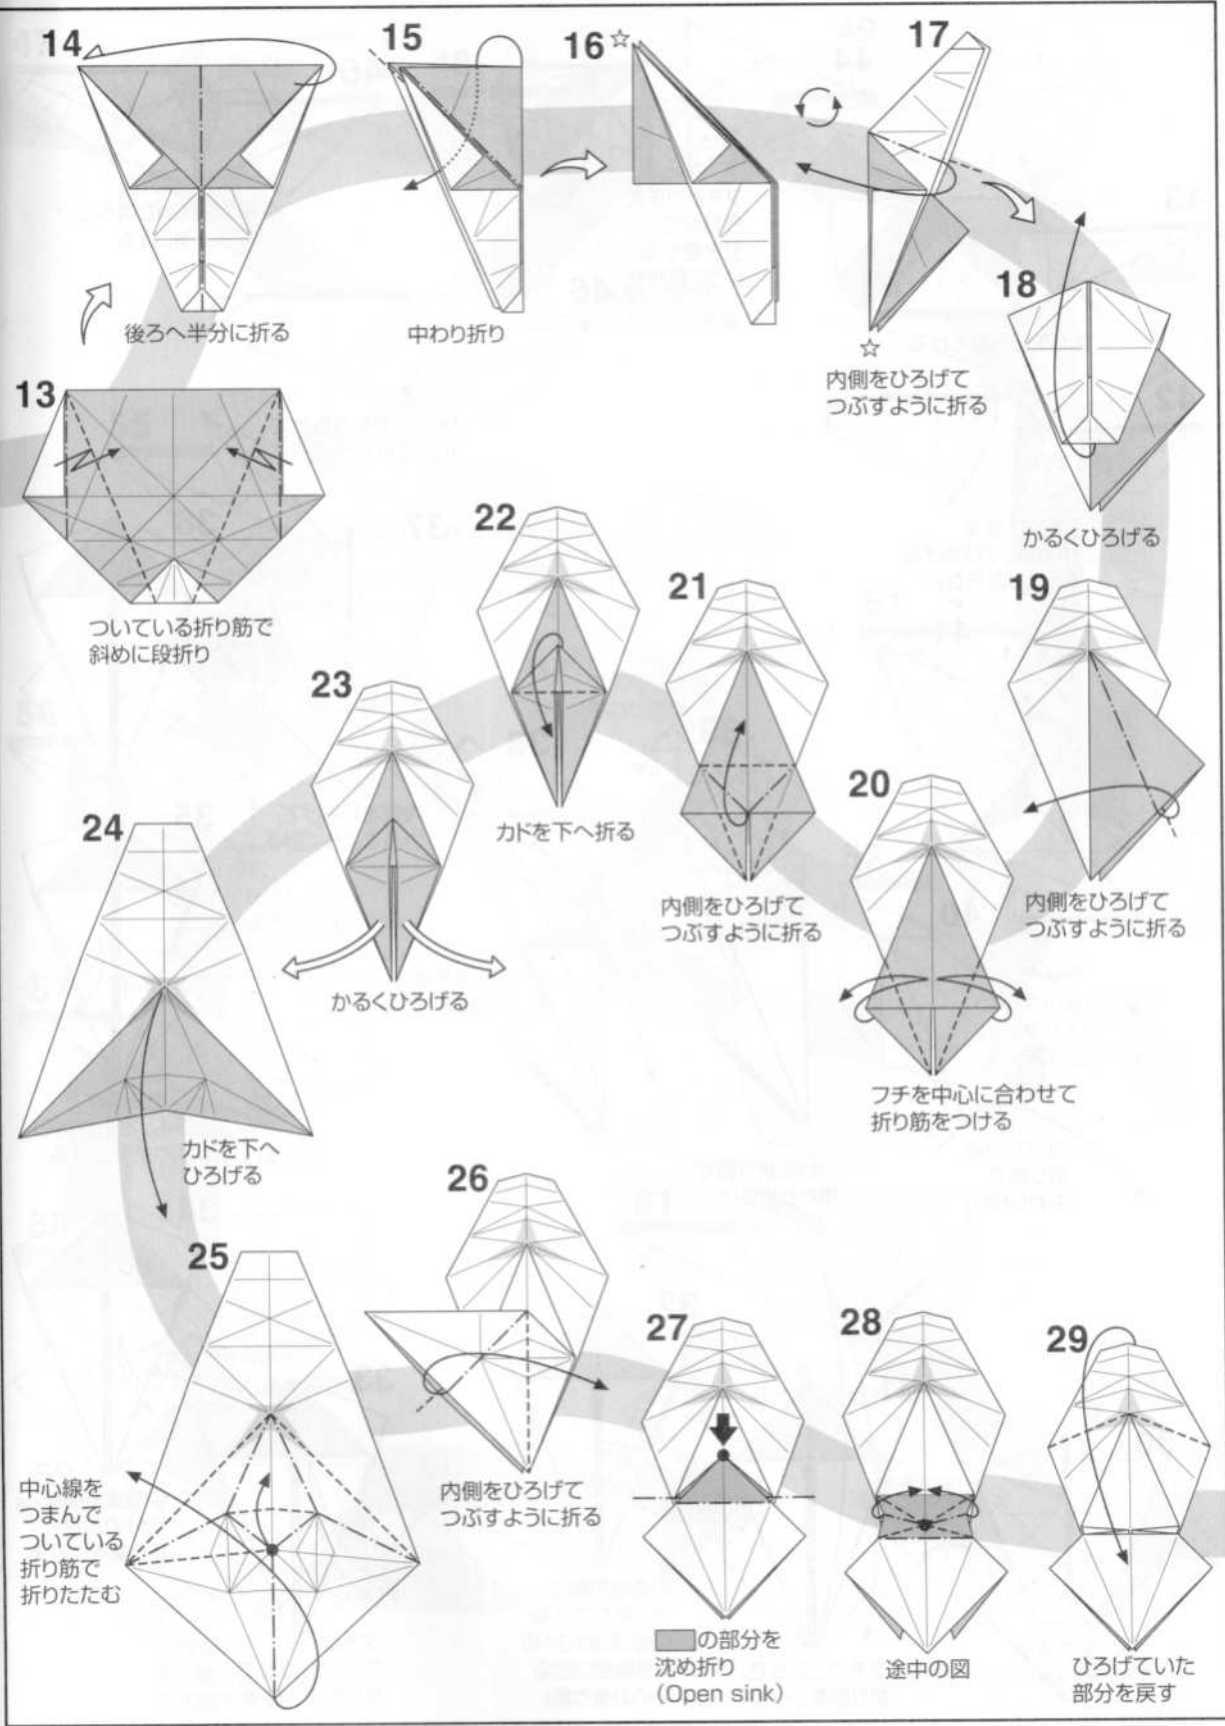 13
ついている折り筋で
斜めに段折り
14
後ろへ半分に折る
15
中わり折り
16☆
17
☆
内側をひろげて
つぶすように折る
18
かるくひろげる
19
内側をひろげて
つぶすように折る
20
フチを中心に合わせて
折り筋をつける
21
内側をひろげて
つぶすように折る
22
カドを下へ折る
23
かるくひろげる
24
カドを下へ
ひろげる
25
中心線を
つまんで
ついている
折り筋で
折りたたむ
26
内側をひろげて
つぶすように折る
27
の部分を
沈め折り
(Open sink)
28
途中の図
29
ひろげていた
部分を戻す